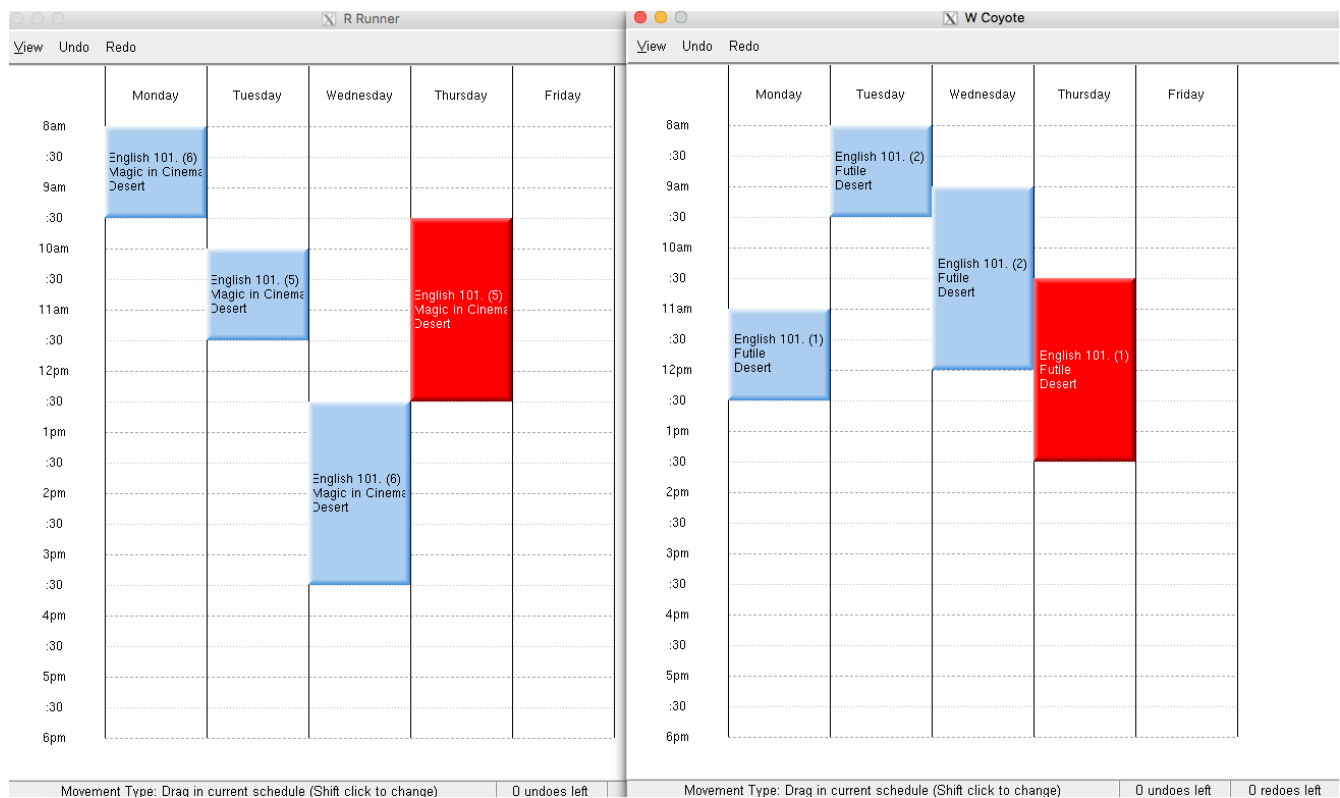 R Runner
View Undo Redo
Monday Tuesday Wednesday Thursday Friday
8am
:30
9am
:30
10am
:30
11am
:30
12pm
:30
1pm
:30
2pm
:30
3pm
:30
4pm
:30
5pm
:30
6pm
English 101. (6)
Magic in Cinema
Desert
English 101. (5)
Magic in Cinema
Desert
English 101. (6)
Magic in Cinema
Desert
English 101. (5)
Magic in Cinema
Desert
Movement Type: Drag in current schedule (Shift click to change) 0 undoes left
W Coyote
View Undo Redo
Monday Tuesday Wednesday Thursday Friday
8am
:30
9am
:30
10am
:30
11am
:30
12pm
:30
1pm
:30
2pm
:30
3pm
:30
4pm
:30
5pm
:30
6pm
English 101. (1)
Futile
Desert
English 101. (2)
Futile
Desert
English 101. (2)
Futile
Desert
English 101. (1)
Futile
Desert
Movement Type: Drag in current schedule (Shift click to change) 0 undoes left 0 redoes left